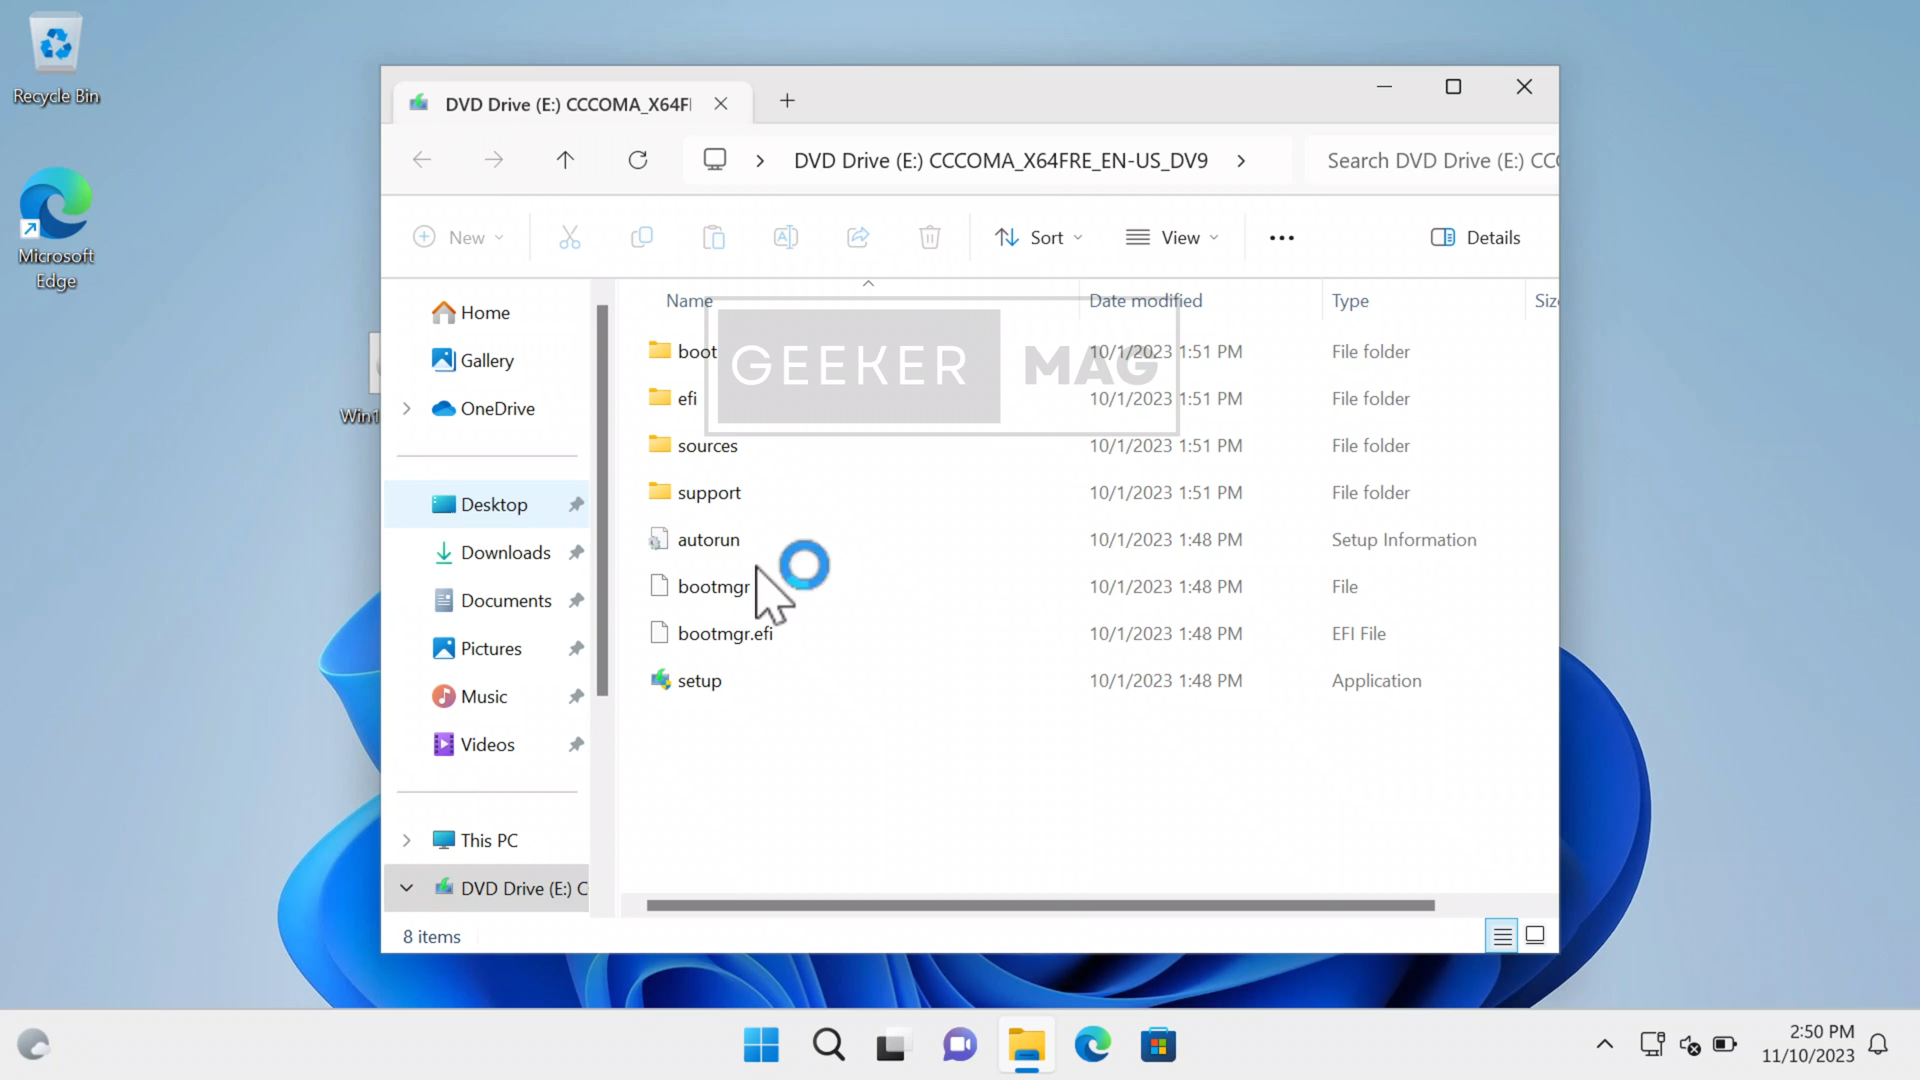 Recycle Bin
Microsoft
Edge
DVD Drive (E:) CCCOMA_X64F
DVD Drive (E:) CCCOMA_X64FRE_EN-US_DV9
Search DVD Drive (E:) CC
New
Sort
View
Details
Home
Gallery
OneDrive
Desktop
Downloads
Documents
Pictures
Music
Videos
This PC
DVD Drive (E:) C
Name Date modified Type Siz
boot 10/1/2023 1:51 PM File folder
efi 10/1/2023 1:51 PM File folder
sources 10/1/2023 1:51 PM File folder
support 10/1/2023 1:51 PM File folder
autorun 10/1/2023 1:48 PM Setup Information
bootmgr 10/1/2023 1:48 PM File
bootmgr.efi 10/1/2023 1:48 PM EFI File
setup 10/1/2023 1:48 PM Application
GEEKER MAG
Win1
8 items
2:50 PM
11/10/2023